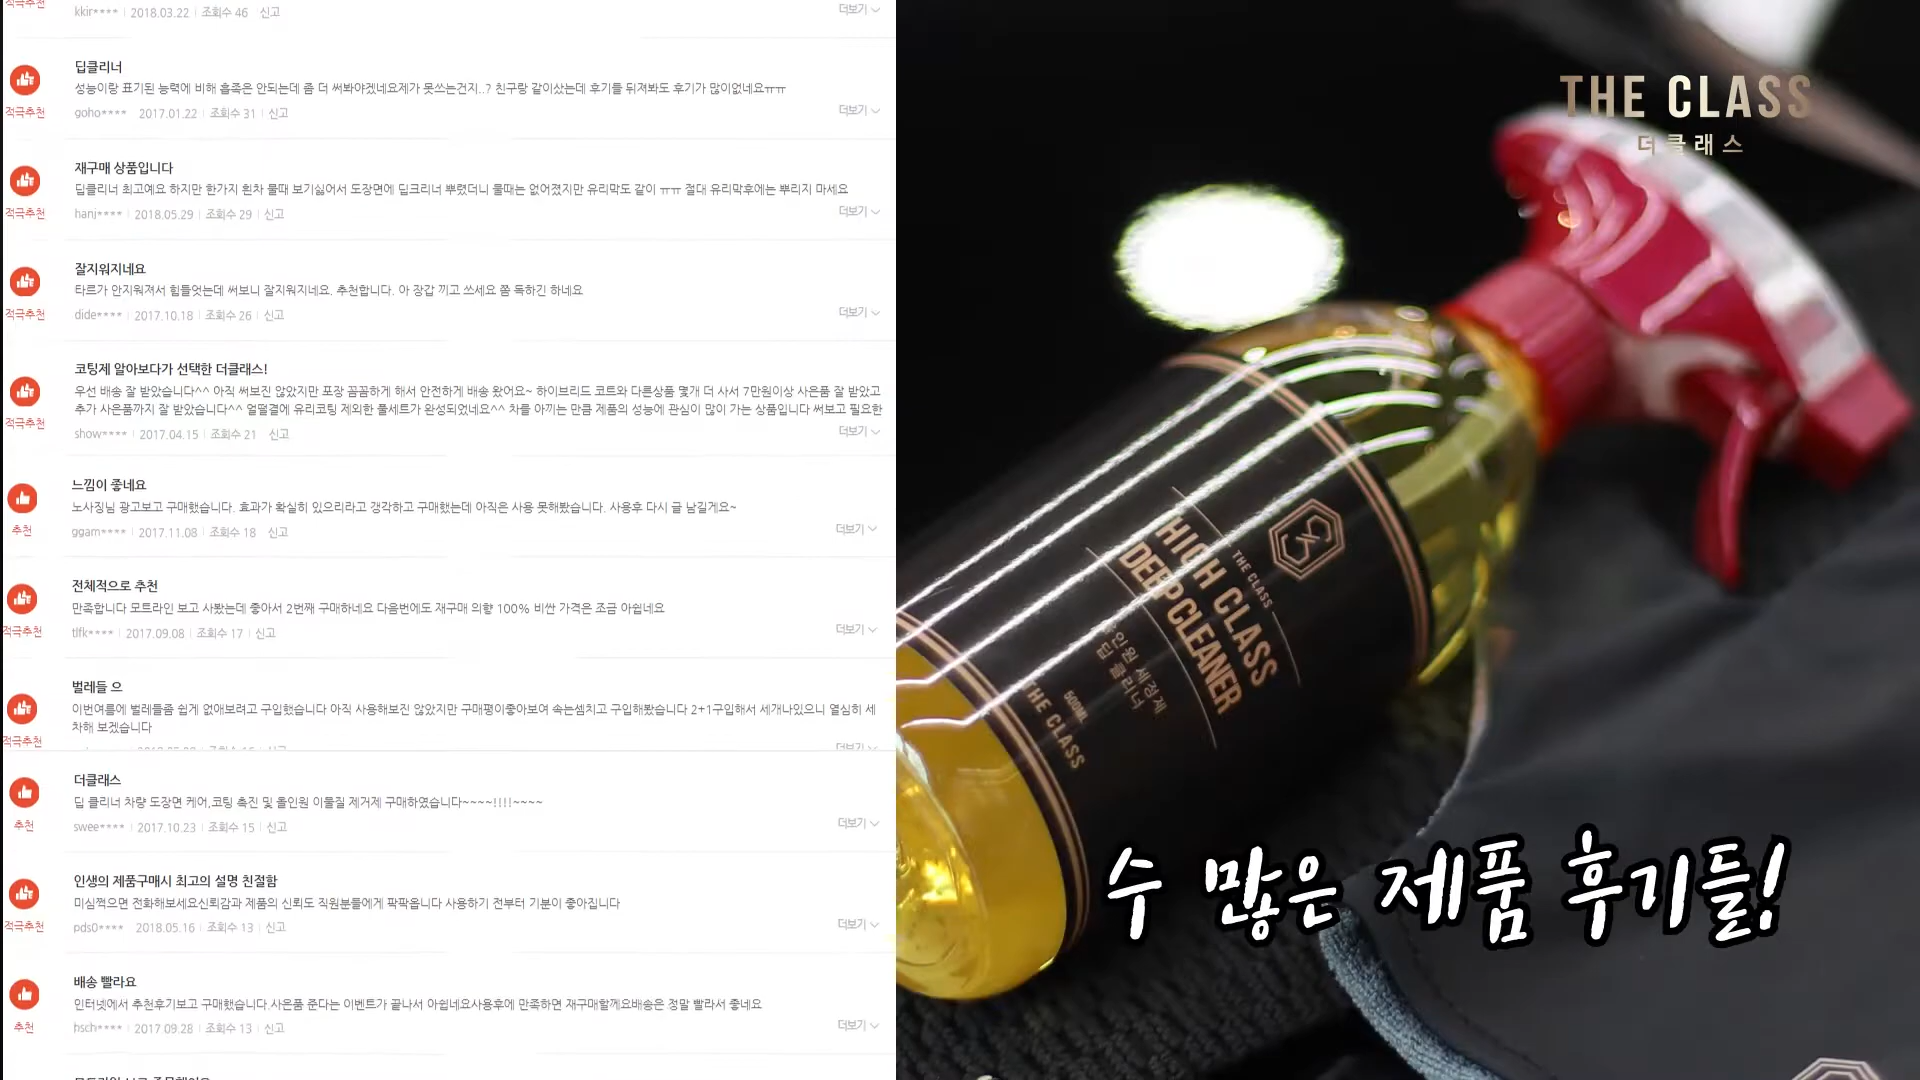 적극추천
kkir**** 2018.03.22 조회수 46 신고
더보기
딥클리너
성능이랑 표기된 능력에 비해 흡족은 안되는데 좀 더 써봐야겠네요제가 못쓰는건지..? 친구랑 같이샀는데 후기를 뒤져봐도 후기가 많이없네요ㅠㅠ
적극추천
goho**** 2017.01.22 조회수 31 신고
더보기
재구매 상품입니다
딥클리너 최고예요 하지만 한가지 흰차 물때 보기싫어서 도장면에 딥크리너 뿌렸더니 물때는 없어졌지만 유리막도 같이 ㅠㅠ 절대 유리막후에는 뿌리지 마세요
적극추천
hanj**** 2018.05.29 조회수 29 신고
더보기
잘지워지네요
타르가 안지워져서 힘들엇는데 써보니 잘지워지네요. 추천합니다. 아 장갑 끼고 쓰세요 쫌 독하긴 하네요
적극추천
dide**** 2017.10.18 조회수 26 신고
더보기
코팅제 알아보다가 선택한 더클래스!
우선 배송 잘 받았습니다^^ 아직 써보진 않았지만 포장 꼼꼼하게 해서 안전하게 배송 왔어요~ 하이브리드 코트와 다른상품 몇개 더 사서 7만원이상 사은품 잘 받았고
추가 사은품까지 잘 받았습니다^^ 얼떨결에 유리코팅 제외한 풀세트가 완성되었네요^^ 차를 아끼는 만큼 제품의 성능에 관심이 많이 가는 상품입니다 써보고 필요한
적극추천
show**** 2017.04.15 조회수 21 신고
더보기
느낌이 좋네요
노사장님 광고보고 구매했습니다. 효과가 확실히 있으리라고 갱각하고 구매했는데 아직은 사용 못해봤습니다. 사용후 다시 글 남길게요~
추천
ggam**** 2017.11.08 조회수 18 신고
더보기
전체적으로 추천
만족합니다 모트라인 보고 사봤는데 좋아서 2번째 구매하네요 다음번에도 재구매 의향 100% 비싼 가격은 조금 아쉽네요
적극추천
tlfk**** 2017.09.08 조회수 17 신고
더보기
벌레들 으
이번여름에 벌레들좀 쉽게 없애보려고 구입했습니다 아직 사용해보진 않았지만 구매평이좋아보여 속는셈치고 구입해봤습니다 2+1구입해서 세개나있으니 열심히 세
차해 보겠습니다
적극추천
더보기
더클래스
딥 클리너 차량 도장면 케어,코팅 촉진 및 올인원 이물질 제거제 구매하였습니다~~~~!!!!~~~~
추천
swee**** 2017.10.23 조회수 15 신고
더보기
인생의 제품구매시 최고의 설명 친절함
미심쩍으면 전화해보세요신뢰감과 제품의 신뢰도 직원분들에게 팍팍옵니다 사용하기 전부터 기분이 좋아집니다
적극추천
pds0**** 2018.05.16 조회수 13 신고
더보기
배송 빨라요
인터넷에서 추천후기보고 구매했습니다.사은품 준다는 이벤트가 끝나서 아쉽네요사용후에 만족하면 재구매할께요배송은 정말 빨라서 좋네요
추천
hsch**** 2017.09.28 조회수 13 신고
더보기
THE CLASS
더클래스
THE CLASS
HIGH CLASS
DEEP CLEANER
올인원 세정제
딥 클리너
500ML
THE CLASS
수 많은 제품 후기들!